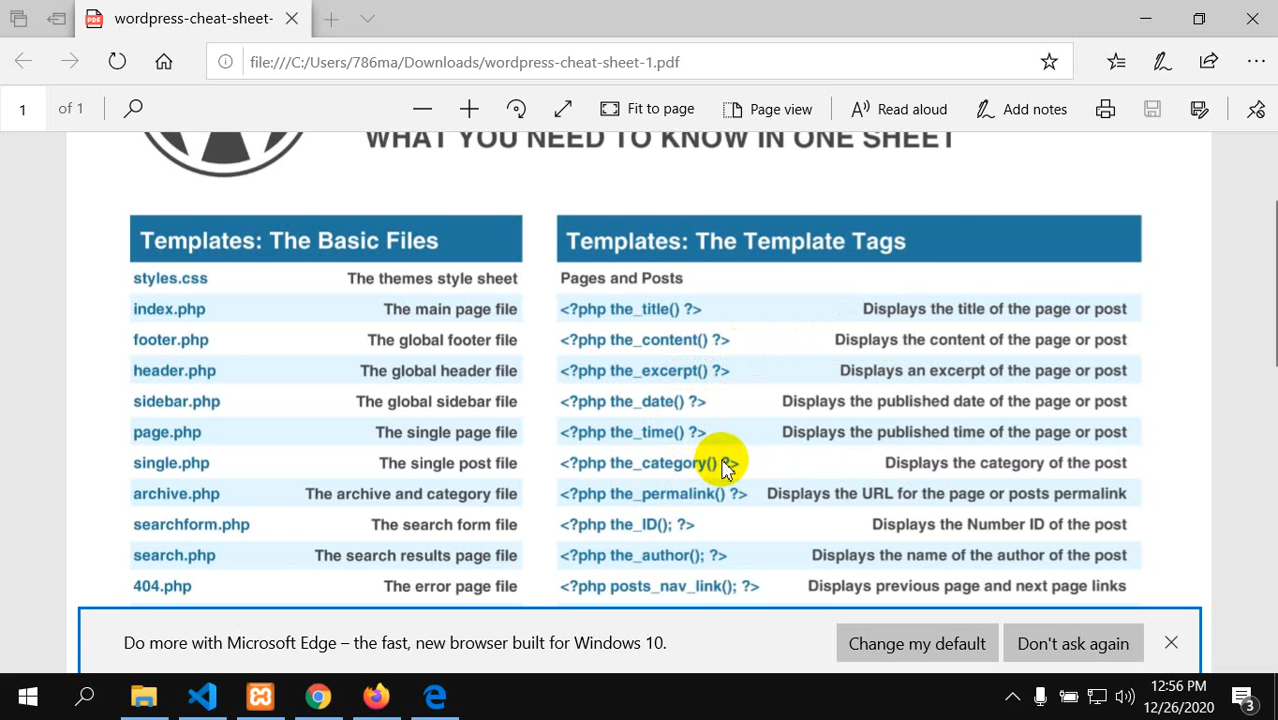 wordpress-cheat-sheet-
file:///C:/Users/786ma/Downloads/wordpress-cheat-sheet-1.pdf
1 of 1
Fit to page
Page view
Read aloud
Add notes
WHAT YOU NEED TO KNOW IN ONE SHEET
Templates: The Basic Files
styles.css The themes style sheet
index.php The main page file
footer.php The global footer file
header.php The global header file
sidebar.php The global sidebar file
page.php The single page file
single.php The single post file
archive.php The archive and category file
searchform.php The search form file
search.php The search results page file
404.php The error page file
Templates: The Template Tags
Pages and Posts
<?php the_title() ?> Displays the title of the page or post
<?php the_content() ?> Displays the content of the page or post
<?php the_excerpt() ?> Displays an excerpt of the page or post
<?php the_date() ?> Displays the published date of the page or post
<?php the_time() ?> Displays the published time of the page or post
<?php the_category() ?> Displays the category of the post
<?php the_permalink() ?> Displays the URL for the page or posts permalink
<?php the_ID(); ?> Displays the Number ID of the post
<?php the_author(); ?> Displays the name of the author of the post
<?php posts_nav_link(); ?> Displays previous page and next page links
Do more with Microsoft Edge – the fast, new browser built for Windows 10.
Change my default
Don't ask again
12:56 PM
12/26/2020
3